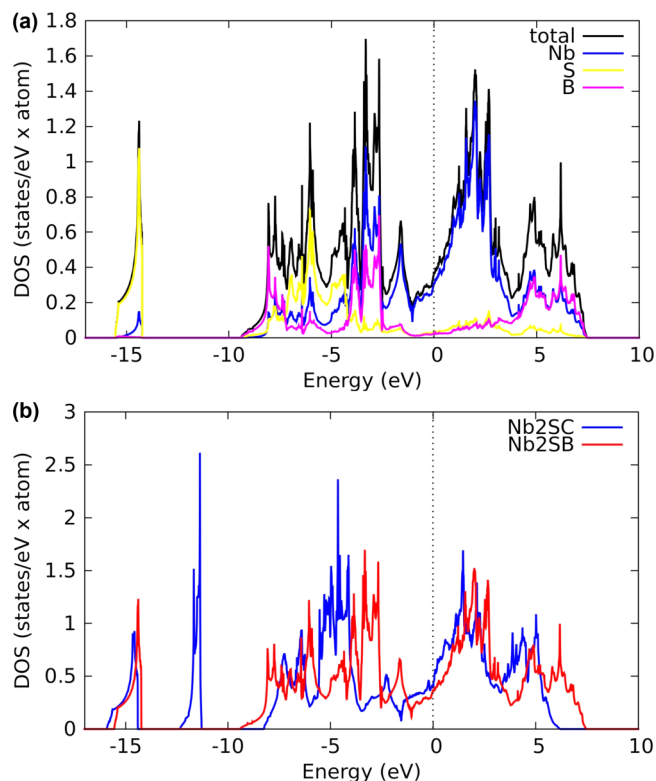 (a)
DOS (states/eV x atom)
1.8
1.6
1.4
1.2
1
0.8
0.6
0.4
0.2
0
total
Nb
S
B
-15
-10
-5
0
5
10
Energy (eV)
(b)
DOS (states/eV x atom)
3
2.5
2
1.5
1
0.5
0
Nb2SC
Nb2SB
-15
-10
-5
0
5
10
Energy (eV)